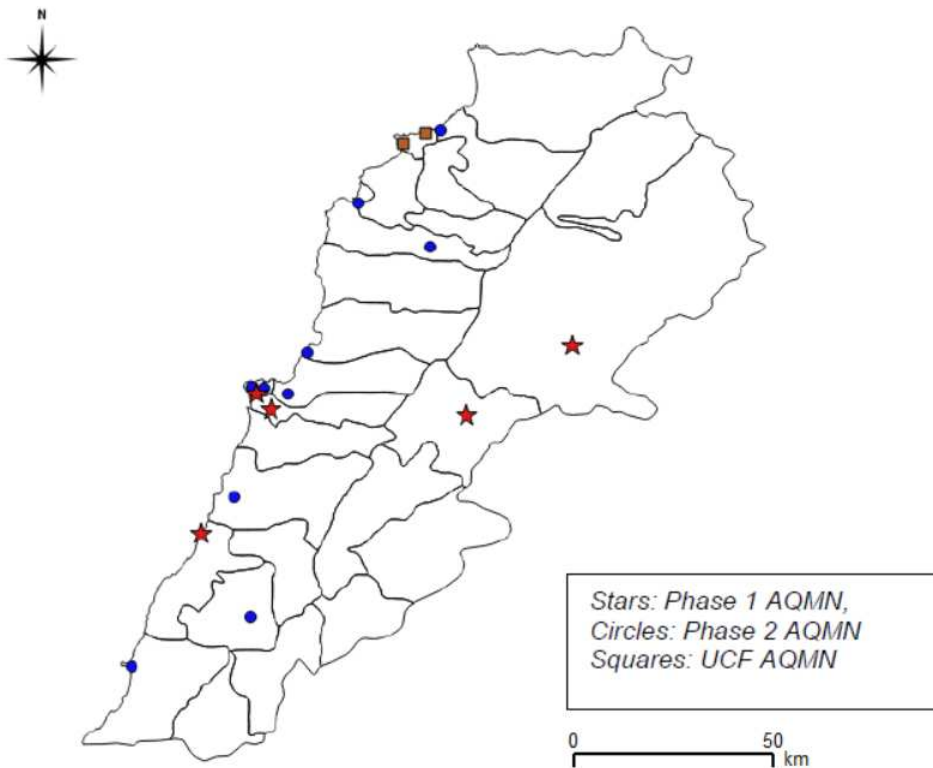 N
Stars: Phase 1 AQMN,
Circles: Phase 2 AQMN
Squares: UCF AQMN
0 50
km